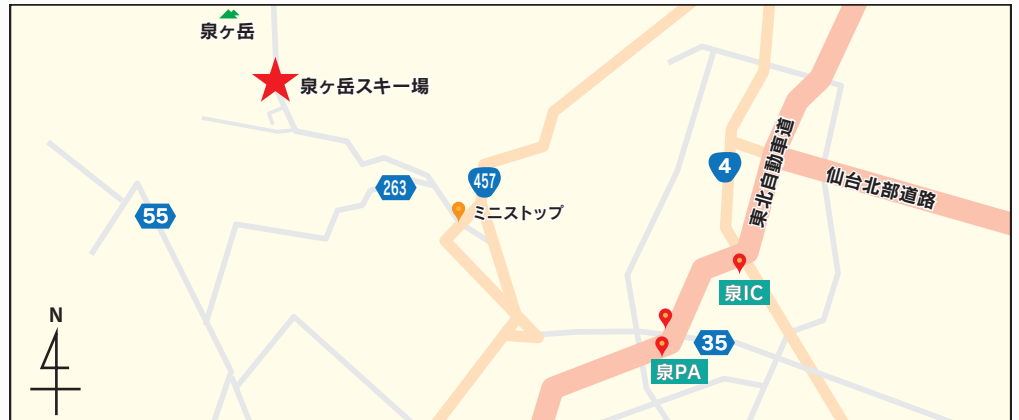 泉ヶ岳
泉ヶ岳スキー場
4
東北自動車道
仙台北部道路
263
457
ミニストップ
55
泉IC
N
35
泉PA